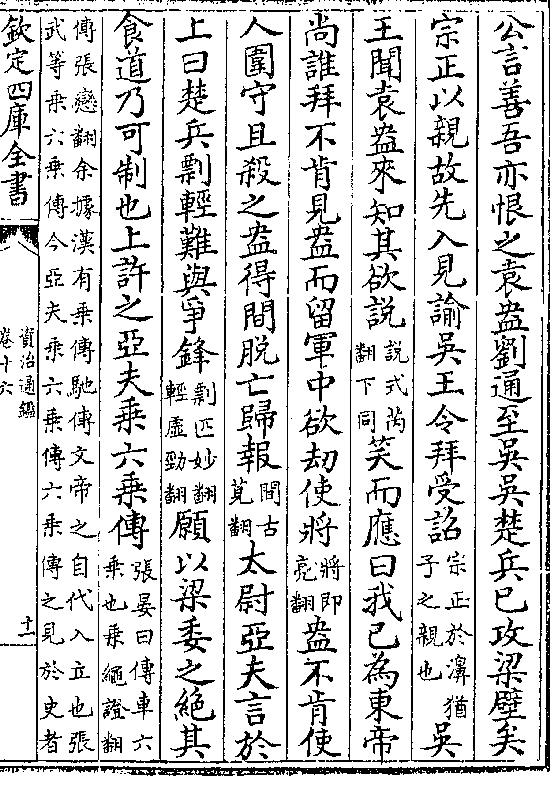 公言善吾亦恨之袁盎劉通至吳吳楚兵已攻梁壁矣
宗正以親故先入見諭吳王令拜受詔宗正於濞猶子之親也吳
王聞袁盎來知其欲說說式芮翻下同笑而應曰我已為東帝
尚誰拜不肯見盎而留軍中欲劫使將將即亮翻盎不肯使
人圍守且殺之盎得間脫亡歸報間古莧翻太尉亞夫言於
上曰楚兵剽輕難與爭鋒剽匹妙翻輕虛勁翻願以梁委之絕其
食道乃可制也上許之亞夫乘六乘傳張晏曰傳車六乘也乘繩證翻
傳張戀翻余據漢有乘傳馳傳文帝之自代入立也張
武等乘六乘傳今亞夫乘六乘傳六乘傳之見於史者
欽定四庫全書
資治通鑑
卷十六
十一